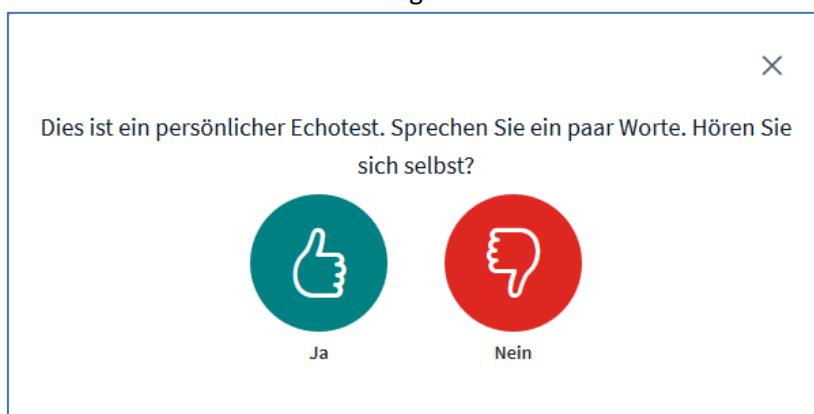 Dies ist ein persönlicher Echotest. Sprechen Sie ein paar Worte. Hören Sie
sich selbst?
Ja
Nein